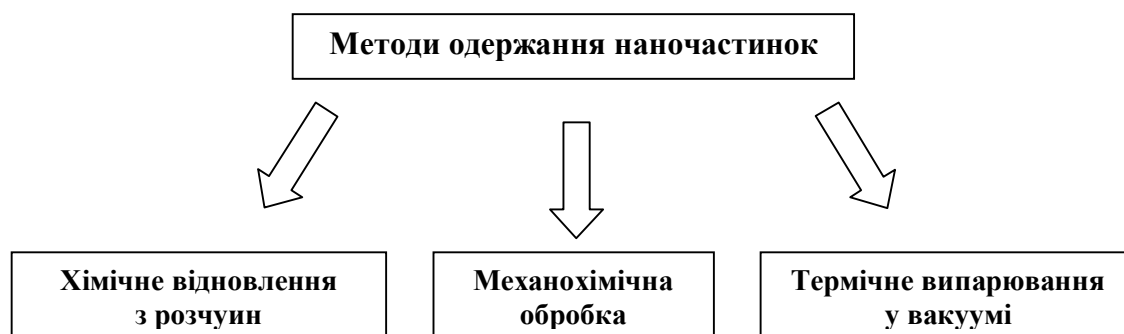 Методи одержання наночастинок
Хімічне відновлення
з розчуин
Механохімічна
обробка
Термічне випарювання
у вакуумі